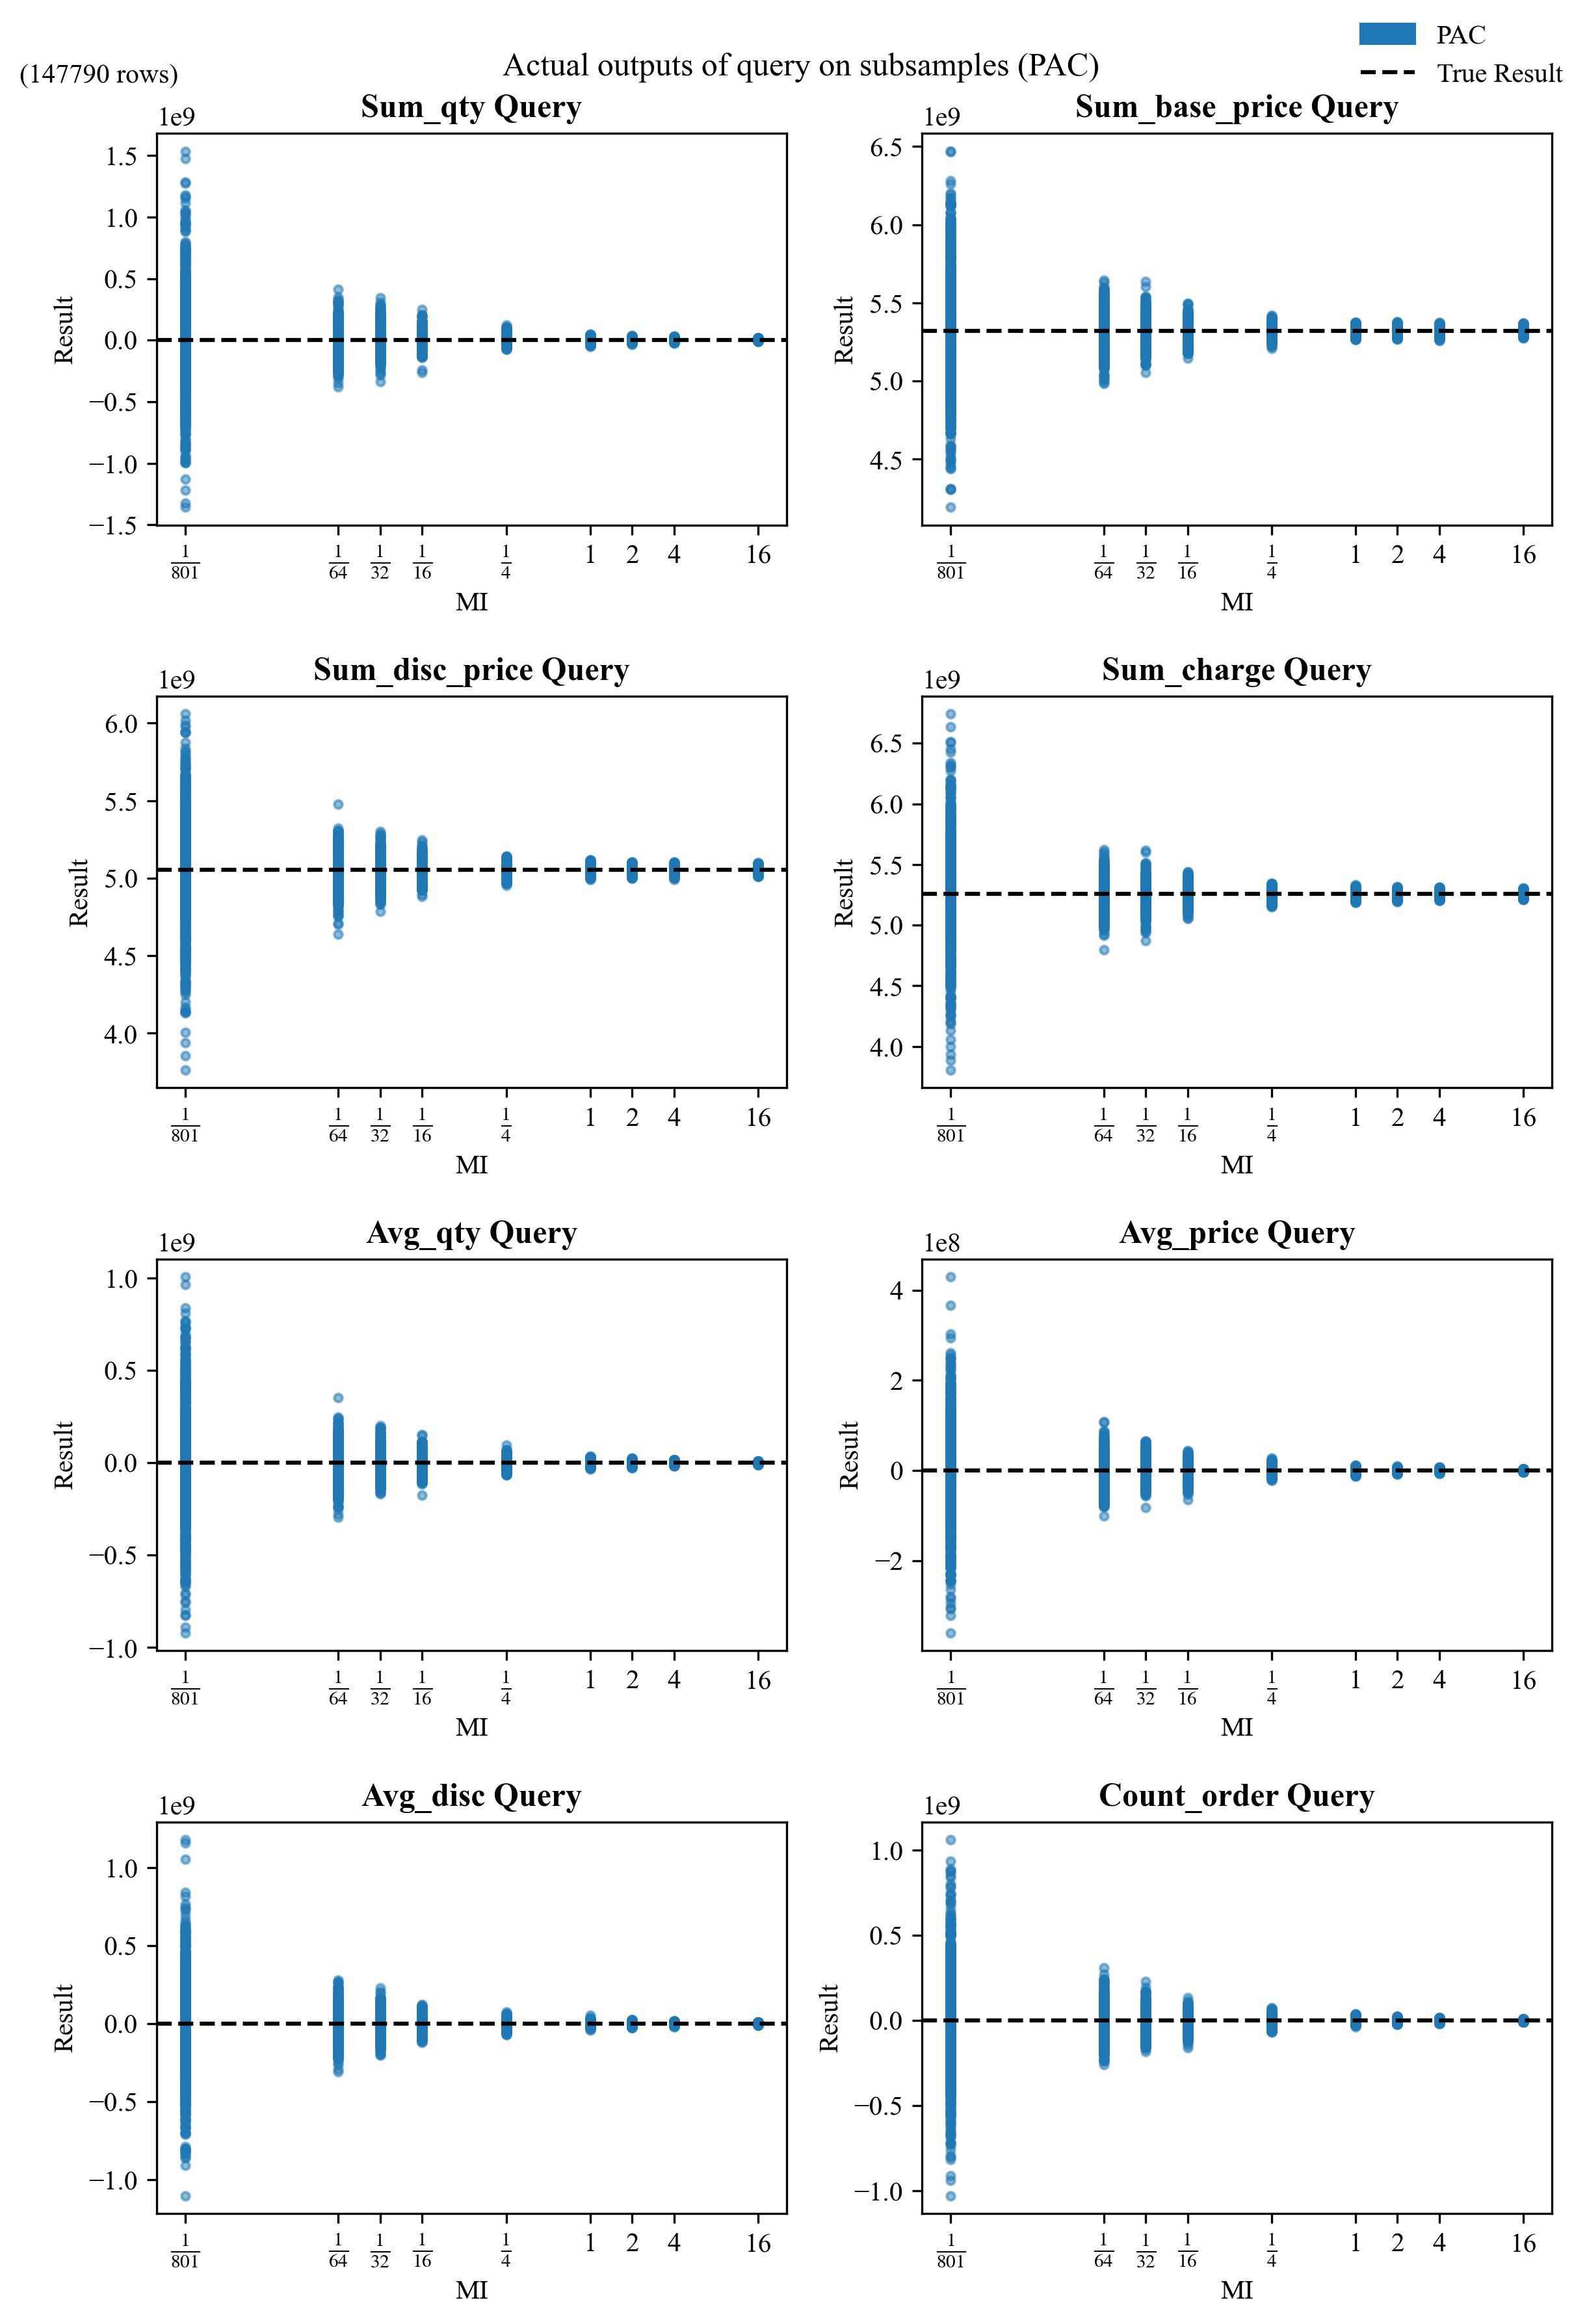 PAC
True Result
(147790 rows)
Actual outputs of query on subsamples (PAC)
Sum_qty Query
1e9
1.5
1.0
0.5
0.0
−0.5
−1.0
−1.5
Result
1/801 1/64 1/32 1/16 1/4 1 2 4 16
MI
Sum_base_price Query
1e9
6.5
6.0
5.5
5.0
4.5
Result
1/801 1/64 1/32 1/16 1/4 1 2 4 16
MI
Sum_disc_price Query
1e9
6.0
5.5
5.0
4.5
4.0
Result
1/801 1/64 1/32 1/16 1/4 1 2 4 16
MI
Sum_charge Query
1e9
6.5
6.0
5.5
5.0
4.5
4.0
Result
1/801 1/64 1/32 1/16 1/4 1 2 4 16
MI
Avg_qty Query
1e9
1.0
0.5
0.0
−0.5
−1.0
Result
1/801 1/64 1/32 1/16 1/4 1 2 4 16
MI
Avg_price Query
1e8
4
2
0
−2
Result
1/801 1/64 1/32 1/16 1/4 1 2 4 16
MI
Avg_disc Query
1e9
1.0
0.5
0.0
−0.5
−1.0
Result
1/801 1/64 1/32 1/16 1/4 1 2 4 16
MI
Count_order Query
1e9
1.0
0.5
0.0
−0.5
−1.0
Result
1/801 1/64 1/32 1/16 1/4 1 2 4 16
MI